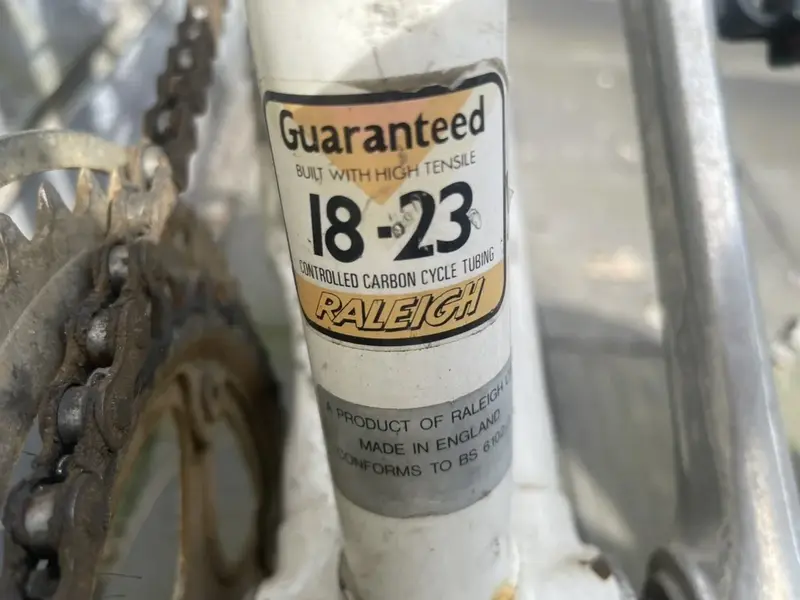 Guaranteed
BUILT WITH HIGH TENSILE
18-23
CONTROLLED CARBON CYCLE TUBING
RALEIGH
A PRODUCT OF RALEIGH
MADE IN ENGLAND
CONFORMS TO BS